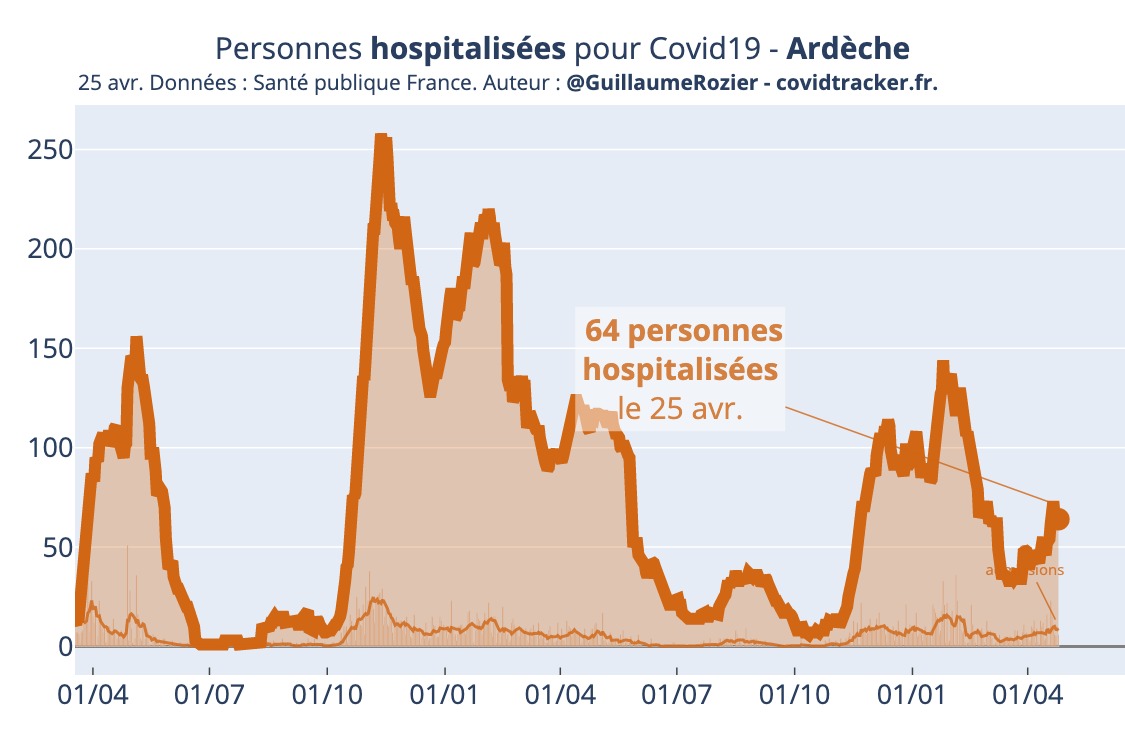 Personnes hospitalisées pour Covid19 - Ardèche
25 avr. Données : Santé publique France. Auteur : @GuillaumeRozier - covidtracker.fr.
250
200
150
100
50
0
64 personnes
hospitalisées
le 25 avr.
admissions
01/04 01/07 01/10 01/01 01/04 01/07 01/10 01/01 01/04